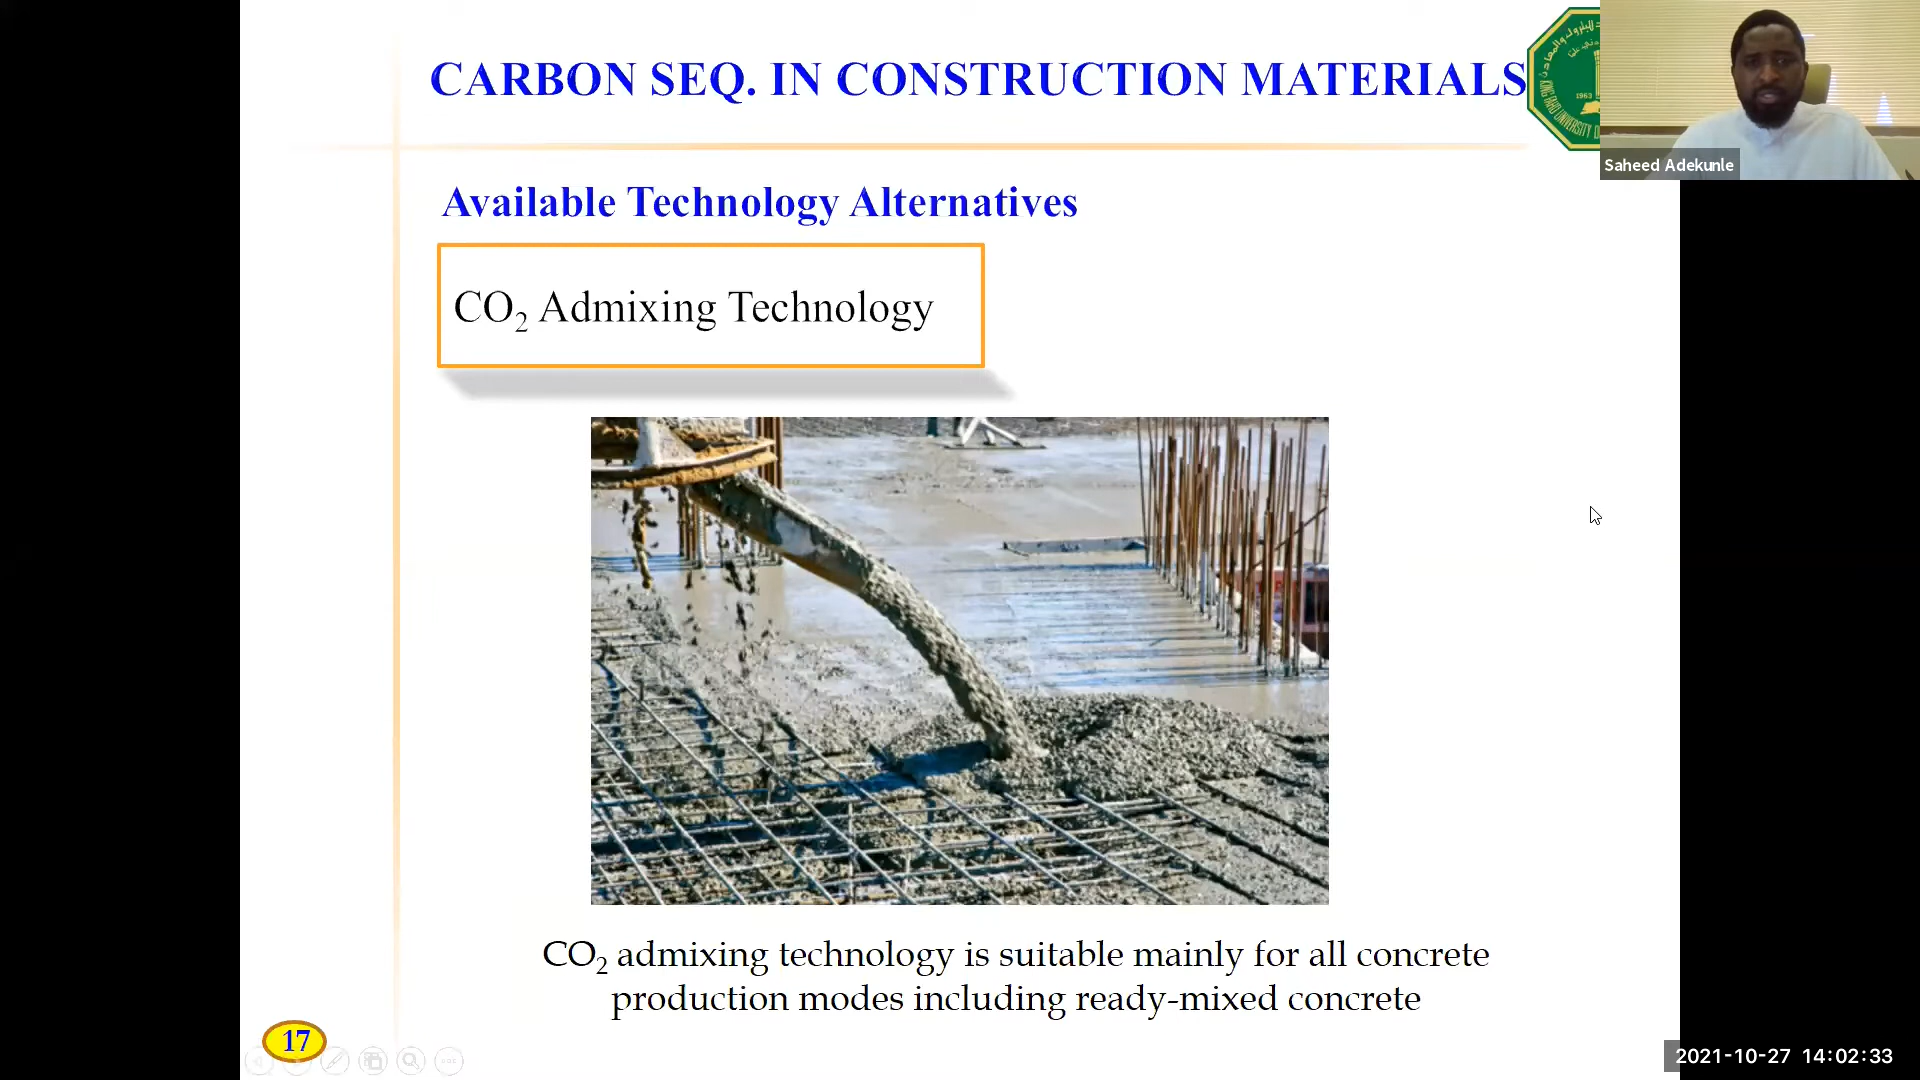 CARBON SEQ. IN CONSTRUCTION MATERIALS
1963
Saheed Adekunle
Available Technology Alternatives
CO₂ Admixing Technology
CO₂ admixing technology is suitable mainly for all concrete
production modes including ready-mixed concrete
17
2021-10-27 14:02:33